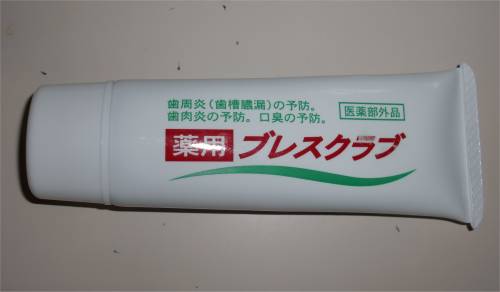 歯周炎(歯槽膿漏)の予防。
歯肉炎の予防。口臭の予防。
医薬部外品
薬用 ブレスクラブ